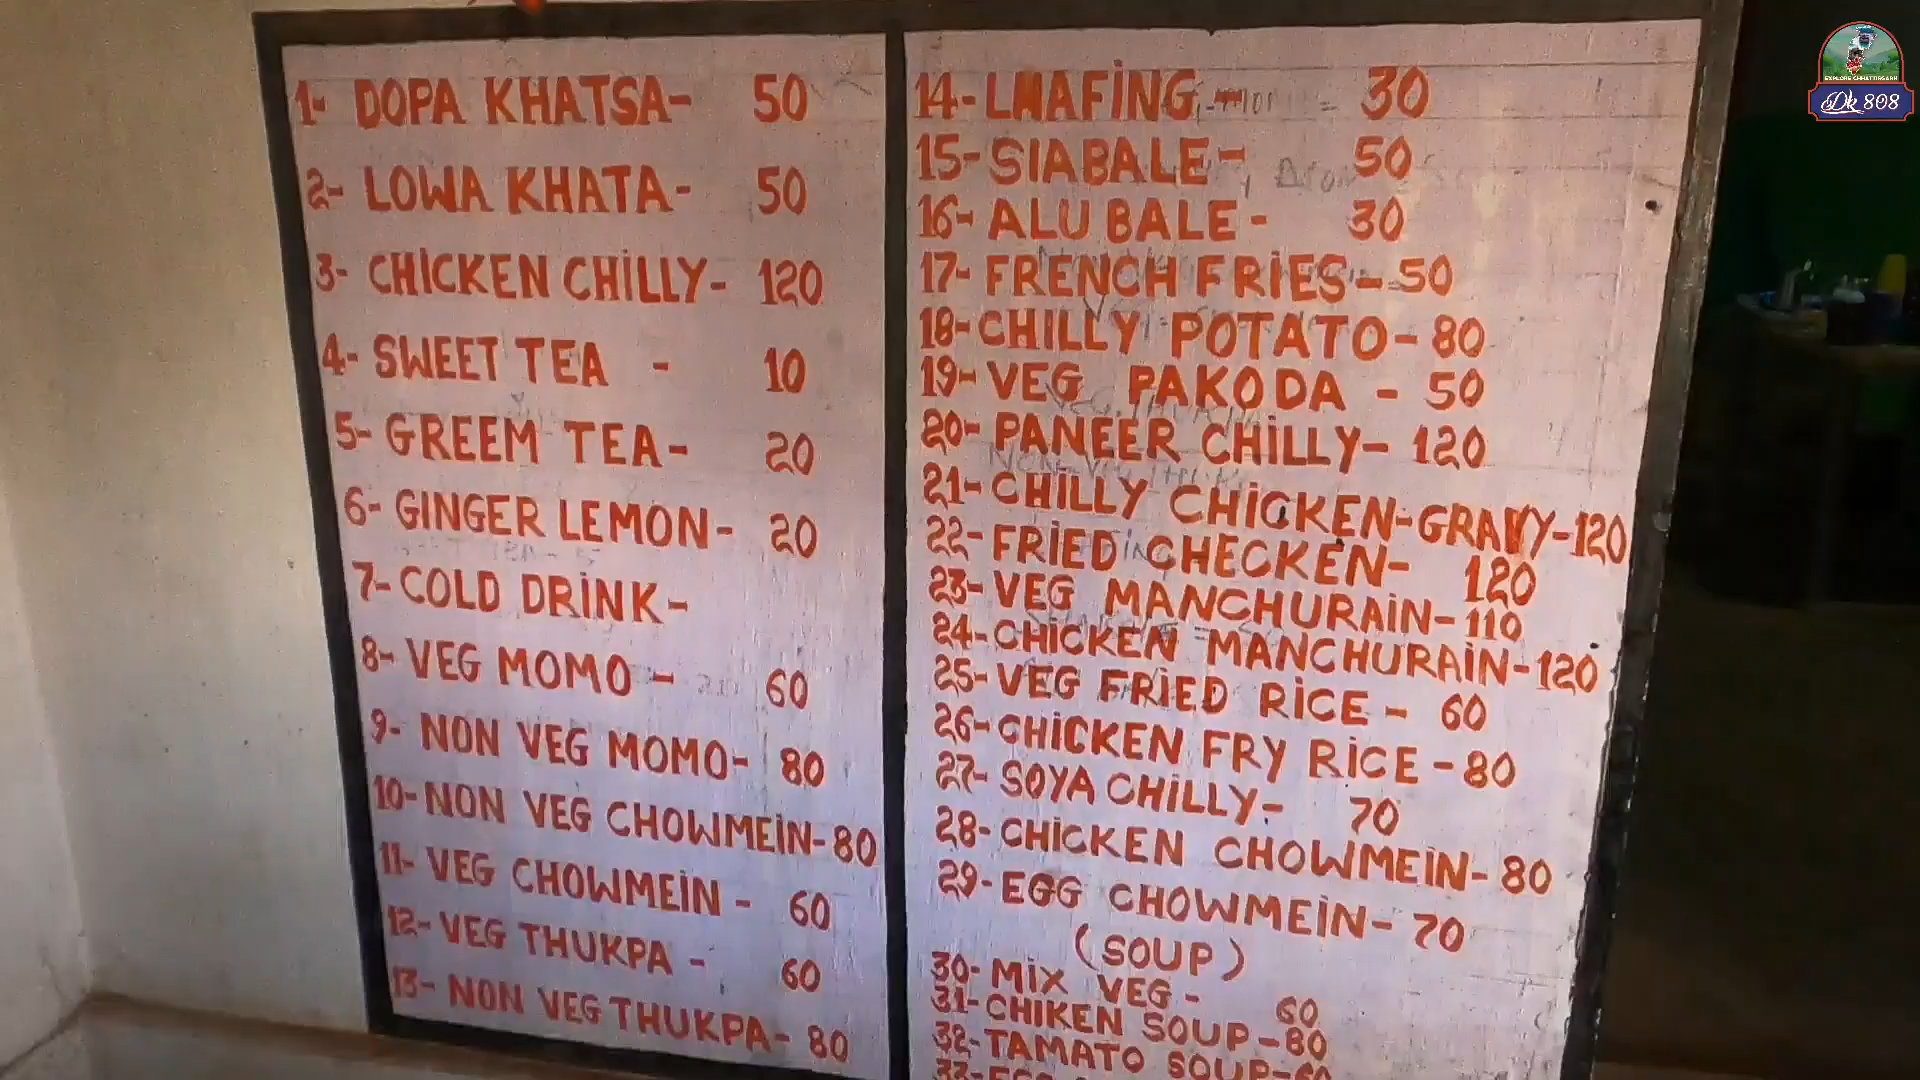 1- DOPA KHATSA- 50
2- LOWA KHATA- 50
3- CHICKEN CHILLY- 120
4- SWEET TEA - 10
5- GREEM TEA- 20
6- GINGER LEMON- 20
7- COLD DRINK-
8- VEG MOMO - 60
9- NON VEG MOMO- 80
10- NON VEG CHOWMEIN-80
11- VEG CHOWMEIN - 60
12- VEG THUKPA - 60
13- NON VEG THUKPA- 80
14- LHAFING- 30
15- SIABALE- 50
16- ALU BALE- 30
17- FRENCH FRIES- 50
18- CHILLY POTATO- 80
19- VEG PAKODA - 50
20- PANEER CHILLY- 120
21- CHILLY CHICKEN-GRAVY-120
22- FRIED CHECKEN- 120
23- VEG MANCHURAIN- 110
24- CHICKEN MANCHURAIN-120
25- VEG FRIED RICE - 60
26- CHICKEN FRY RICE -80
27- SOYA CHILLY- 70
28- CHICKEN CHOWMEIN- 80
29- EGG CHOWMEIN- 70
(SOUP)
30- MIX VEG - 60
31- CHIKEN SOUP-80
32- TAMATO SOUP-60
EXPLORE CHHATTISGARH
Dk 808